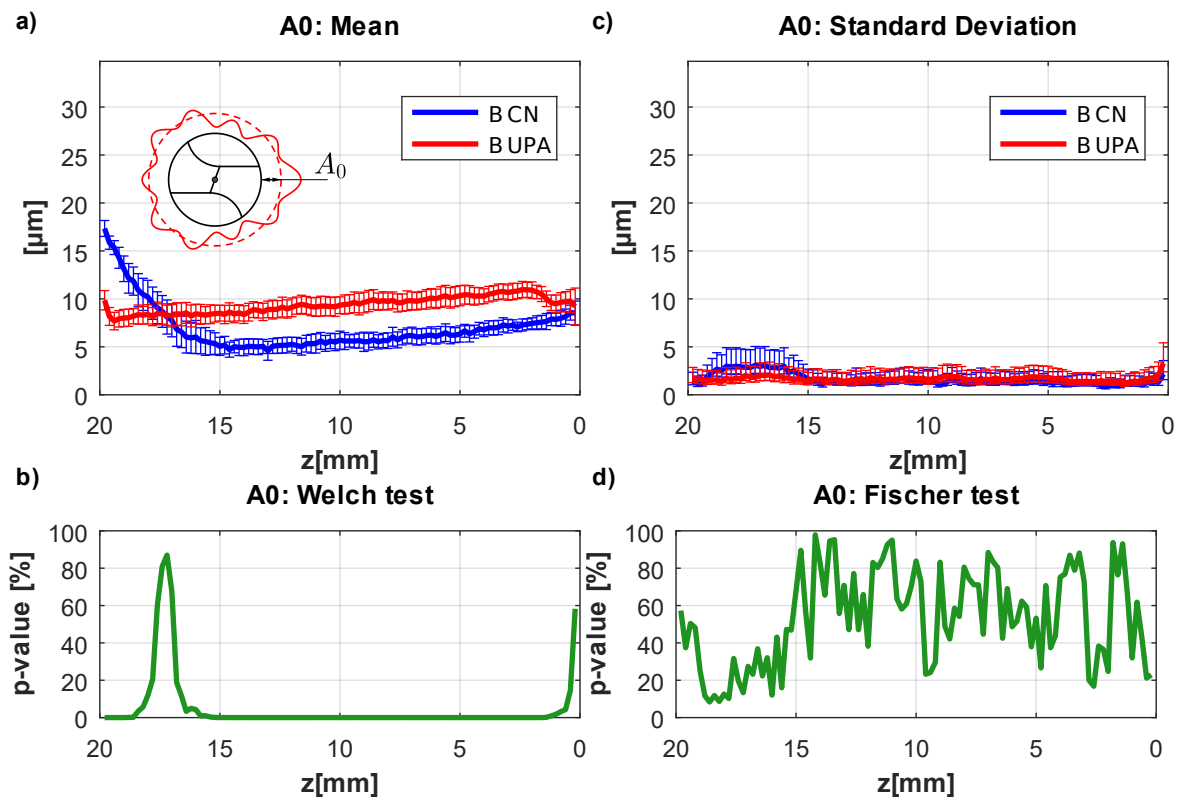 a)
A0: Mean
[µm]
35
30
25
20
15
10
5
0
B CN
B UPA
A0
20 15 10 5 0
z[mm]
c)
A0: Standard Deviation
[µm]
30
25
20
15
10
5
0
B CN
B UPA
20 15 10 5 0
z[mm]
b)
A0: Welch test
p-value [%]
100
80
60
40
20
0
20 15 10 5 0
z[mm]
d)
A0: Fischer test
p-value [%]
100
80
60
40
20
0
20 15 10 5 0
z[mm]